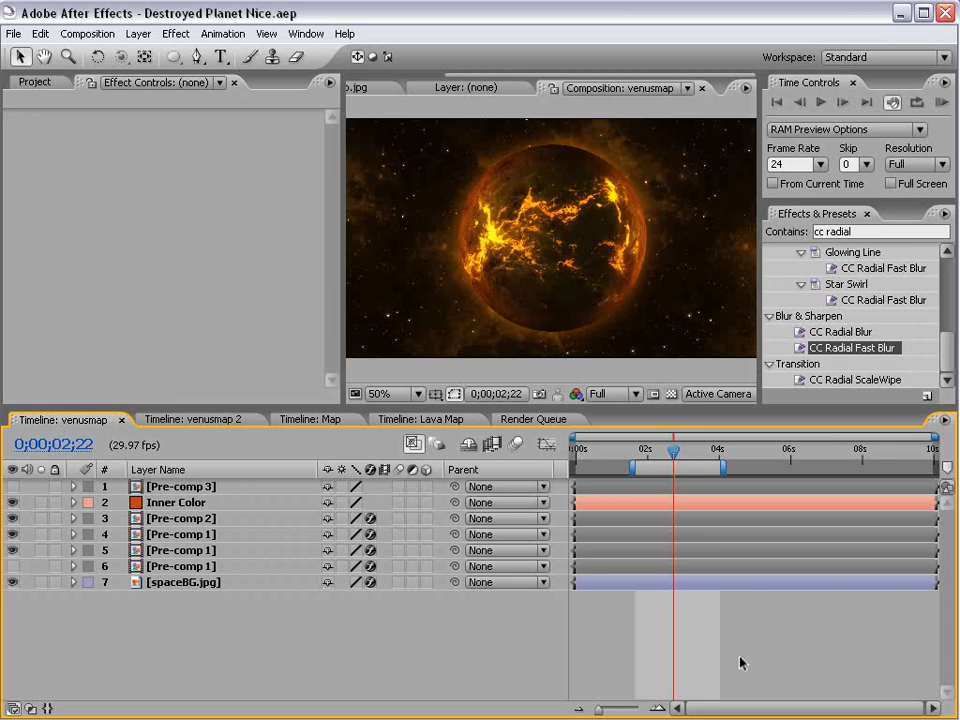 Adobe After Effects - Destroyed Planet Nice.aep
File Edit Composition Layer Effect Animation View Window Help
Workspace: Standard
Project Effect Controls: (none)
o.jpg Layer: (none) Composition: venusmap
Time Controls
RAM Preview Options
Frame Rate Skip Resolution
24 0 Full
From Current Time Full Screen
Effects & Presets
Contains: cc radial
Glowing Line
CC Radial Fast Blur
Star Swirl
CC Radial Fast Blur
Blur & Sharpen
CC Radial Blur
CC Radial Fast Blur
Transition
CC Radial ScaleWipe
50% 0;00;02;22 Full Active Camera
Timeline: venusmap Timeline: venusmap 2 Timeline: Map Timeline: Lava Map Render Queue
0;00;02;22 (29.97 fps)
:00s 02s 04s 06s 08s 10s
# Layer Name Parent
1 [Pre-comp 3] None
2 Inner Color None
3 [Pre-comp 2] None
4 [Pre-comp 1] None
5 [Pre-comp 1] None
6 [Pre-comp 1] None
7 [spaceBG.jpg] None